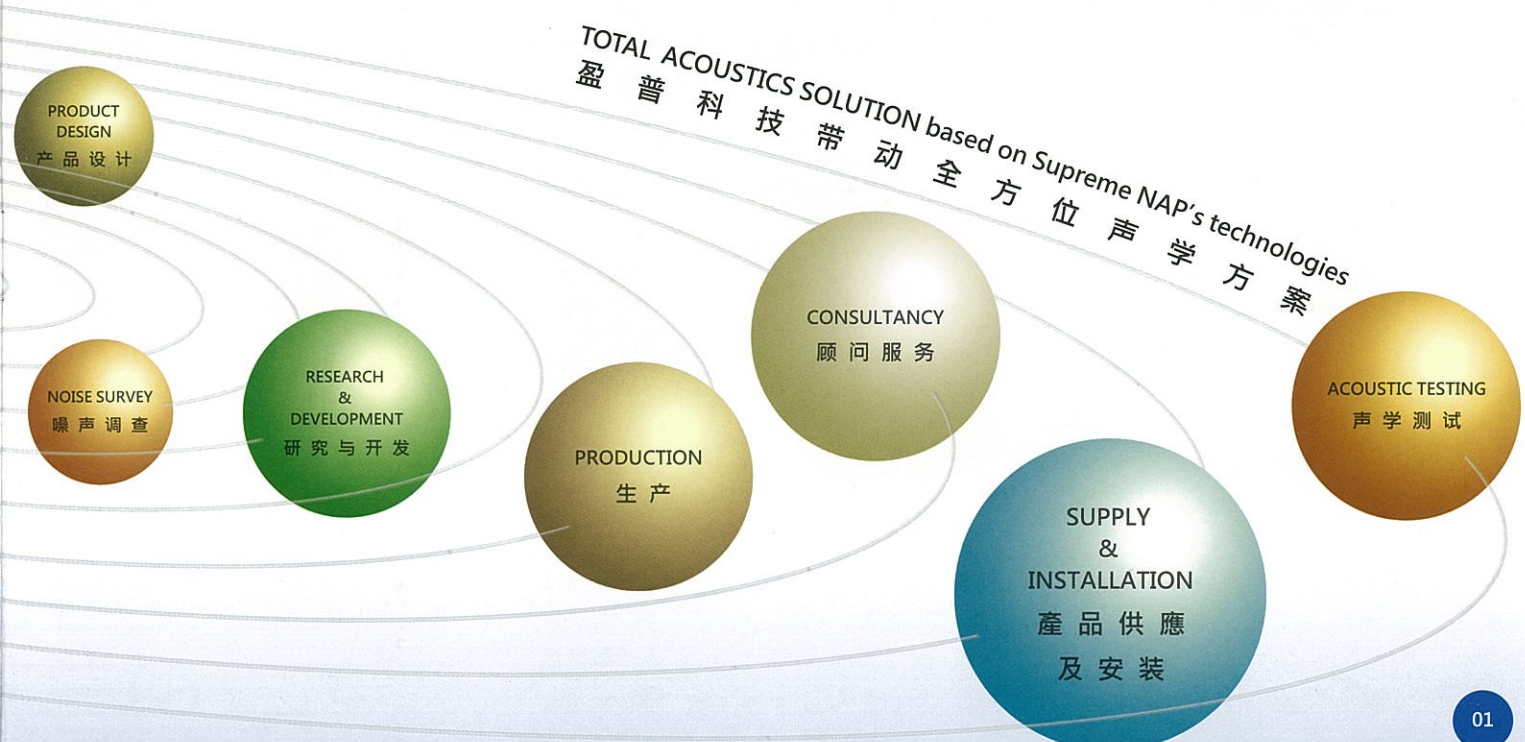 TOTAL ACOUSTICS SOLUTION based on Supreme NAP's technologies
盈普科技带动全方位声学方案
PRODUCT
DESIGN
产品设计
NOISE SURVEY
噪声调查
RESEARCH
&
DEVELOPMENT
研究与开发
PRODUCTION
生产
CONSULTANCY
顾问服务
SUPPLY
&
INSTALLATION
產品供應
及安装
ACOUSTIC TESTING
声学测试
01